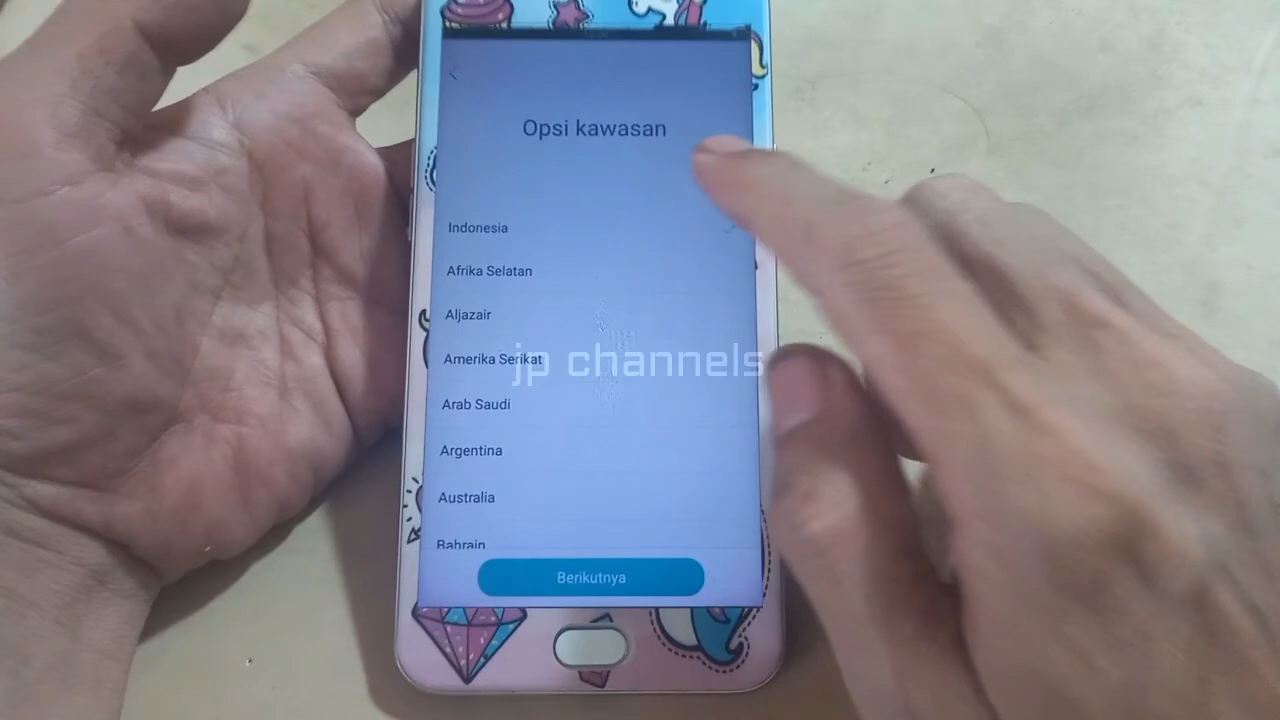 Opsi kawasan
Indonesia
Afrika Selatan
Aljazair
Amerika Serikat
jp channels
Arab Saudi
Argentina
Australia
Bahrain
Berikutnya